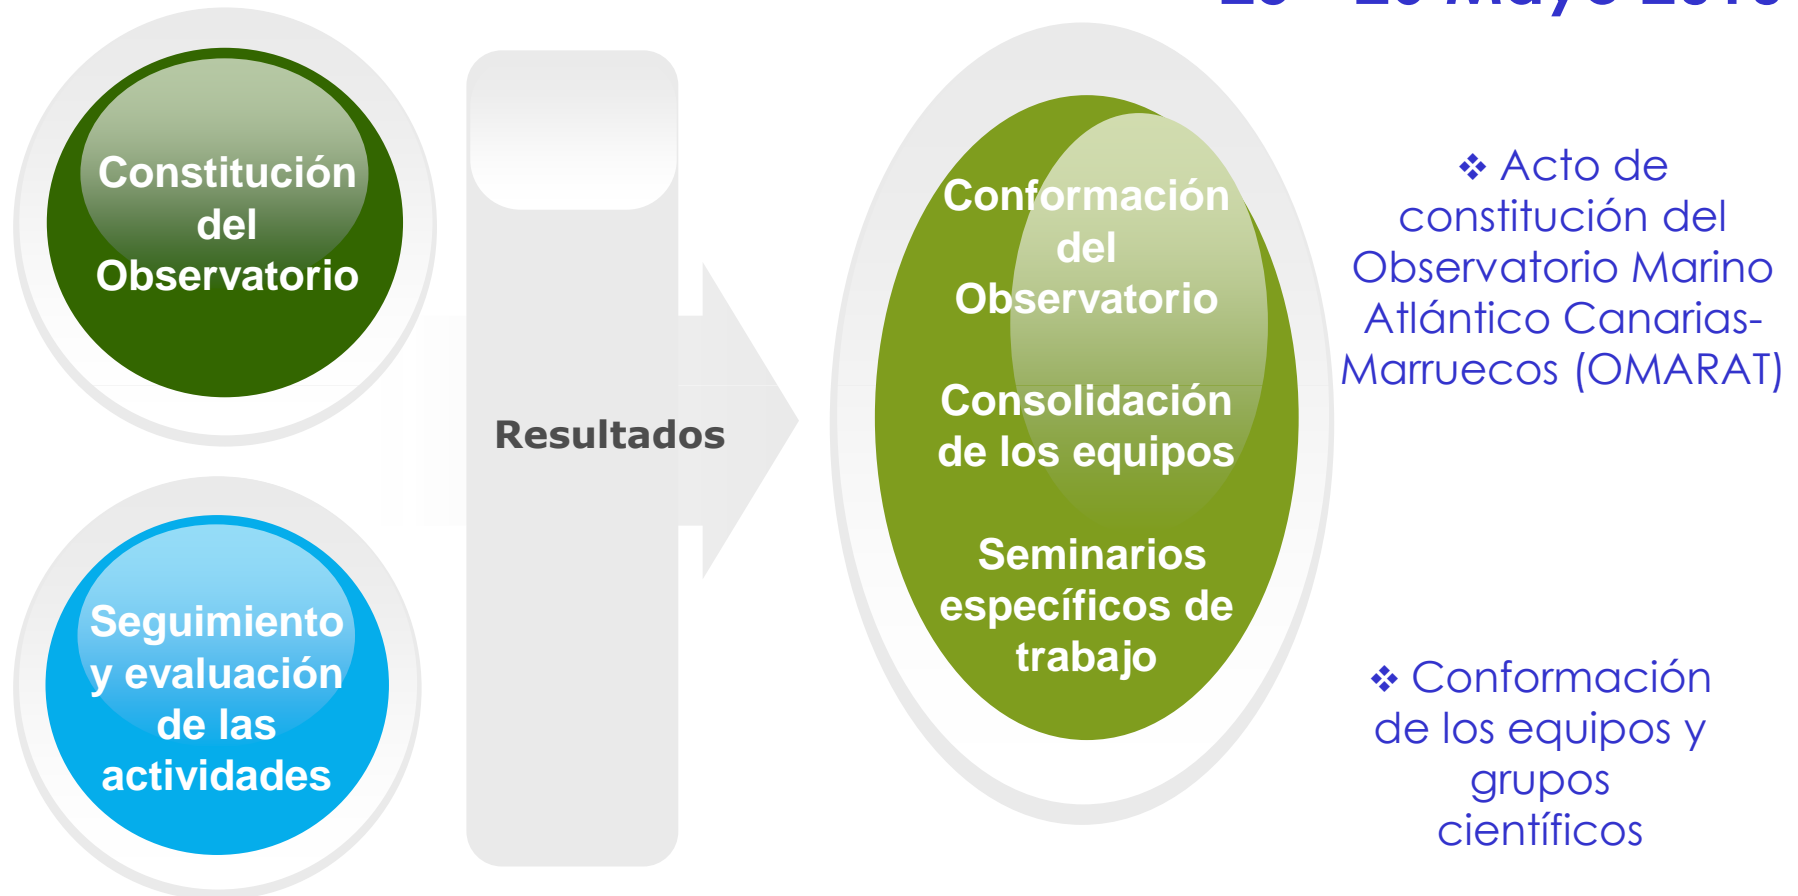 Mayo
Constitución
del
Observatorio
Seguimiento
y evaluación
de las
actividades
Resultados
Conformación
del
Observatorio
Consolidación
de los equipos
Seminarios
específicos de
trabajo
❖ Acto de
constitución del
Observatorio Marino
Atlántico Canarias-
Marruecos (OMARAT)
❖ Conformación
de los equipos y
grupos
científicos